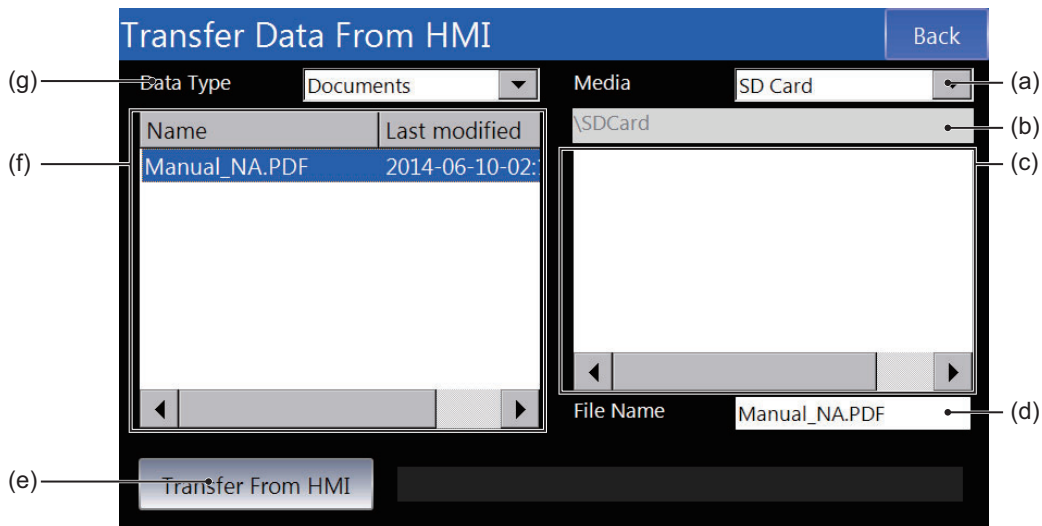 Transfer Data From HMI Back
(g) Data Type Documents Media SD Card (a)
\SDCard (b)
Name Last modified
(f) Manual_NA.PDF 2014-06-10-02: (c)
File Name Manual_NA.PDF (d)
(e) Transfer From HMI